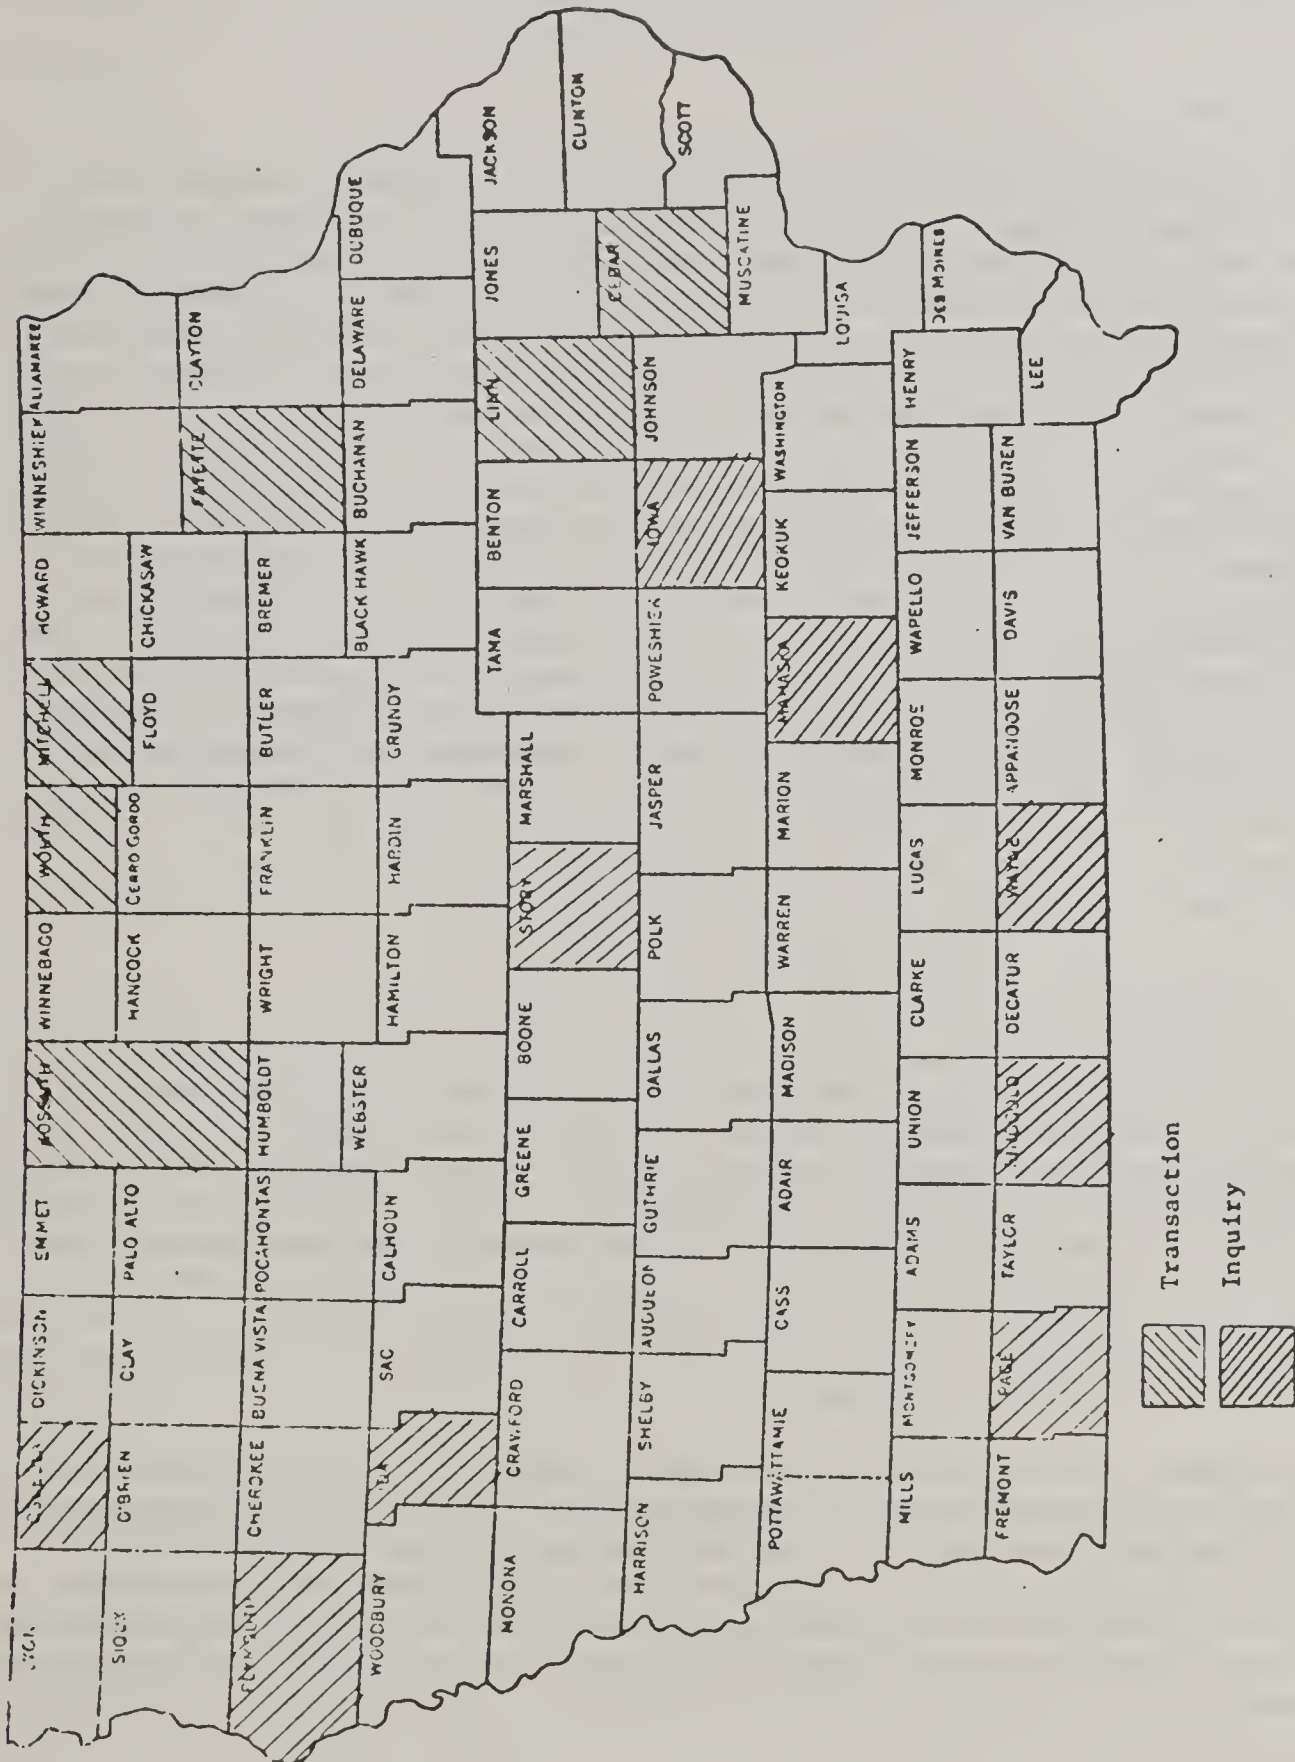 SIOUX
WOODBURY
MONONA
HARRISON
POTTAWATTAMIE
MILLS
FREMONT
O'BRIEN
CHEROKEE
CRAWFORD
SHELBY
MONTGOMERY
PAGE
DICKINSON
CLAY
BUENA VISTA
SAC
CARROLL
AUDUBON
CASS
ADAMS
TAYLOR
EMMET
PALO ALTO
POCAHONTAS
CALHOUN
GREENE
GUTHRIE
ADAIR
UNION
KOSSUTH
HUMBOLDT
WEBSTER
BOONE
DALLAS
MADISON
CLARKE
DECATUR
WINNEBAGO
HANCOCK
WRIGHT
HAMILTON
STORY
POLK
WARREN
LUCAS
WAYNE
WORTH
CERRO GORDO
FRANKLIN
HARDIN
MARSHALL
JASPER
MARION
MONROE
APPANOOSE
MITCHELL
FLOYD
BUTLER
GRUNDY
TAMA
POWESHIEK
MAHASKA
WAPELLO
DAVIS
HOWARD
CHICKASAW
BREMER
BLACK HAWK
BENTON
IOWA
KEOKUK
JEFFERSON
VAN BUREN
WINNESHIEK
FAYETTE
BUCHANAN
LINN
JOHNSON
WASHINGTON
HENRY
LEE
ALLAMAKEE
CLAYTON
DELAWARE
JONES
CEDAR
MUSCATINE
LOUISA
DES MOINES
DUBUQUE
JACKSON
CLINTON
SCOTT
Transaction
Inquiry